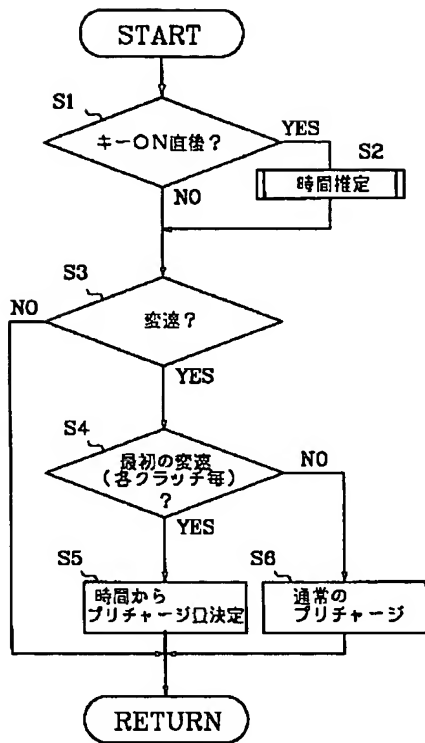 START
S1
キーON直後?
YES
S2
時間推定
NO
S3
NO
変速?
YES
S4
最初の変速
(各クラッチ毎)
?
NO
YES
S5
時間から
プリチャージ口決定
S6
通常の
プリチャージ
RETURN